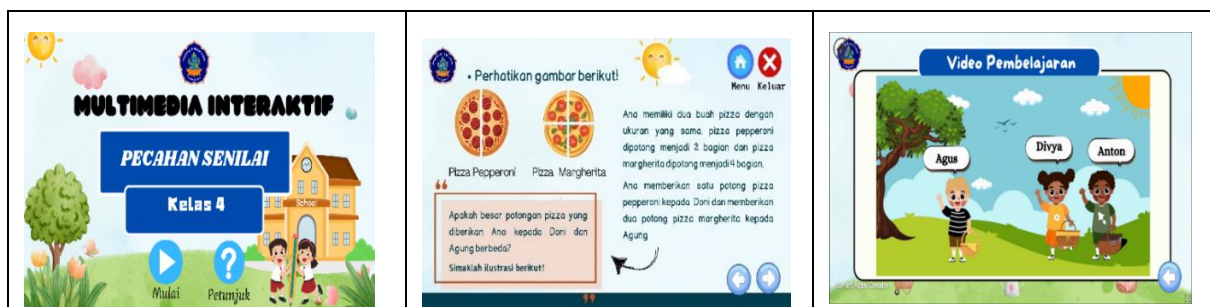 MULTIMEDIA INTERAKTIF
PECAHAN SENILAI
Kelas 4
School
Mulai
Petunjuk
• Perhatikan gambar berikut!
Menu Keluar
Pizza Pepperoni Pizza Margherita
Ana memiliki dua buah pizza dengan
ukuran yang sama, pizza pepperoni
dipotong menjadi 2 bagian dan pizza
margherita dipotong menjadi 4 bagian.
Ana memberikan satu potong pizza
pepperoni kepada Doni dan memberikan
dua potong pizza margherita kepada
Agung
Apakah besar potongan pizza yang
diberikan Ana kepada Doni dan
Agung berbeda?
Simaklah ilustrasi berikut!
Video Pembelajaran
Agus
Divya
Anton